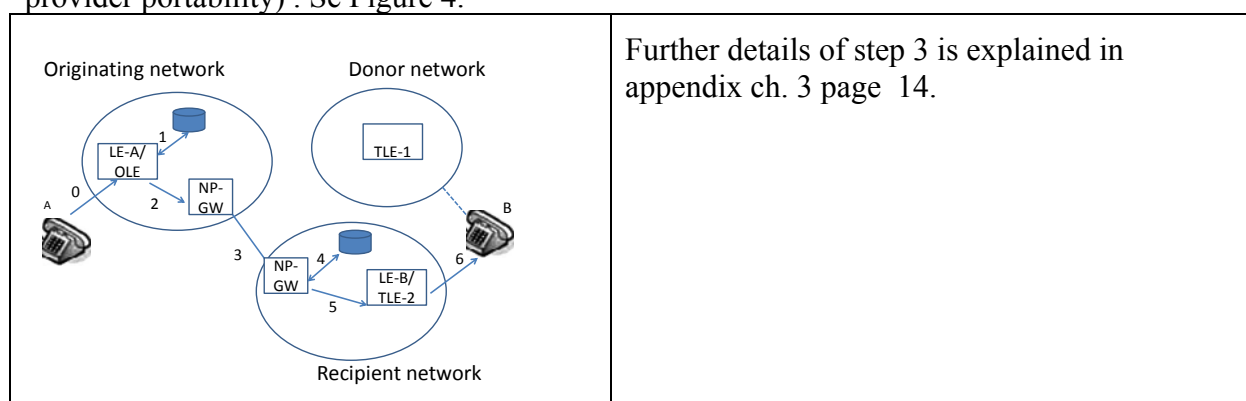 provider portability) . Se Figure 4.
Originating network
Donor network
1
LE-A/
OLE
TLE-1
0
A
2
NP-
GW
B
3
NP-
GW
4
LE-B/
TLE-2
6
5
Recipient network
Further details of step 3 is explained in
appendix ch. 3 page 14.